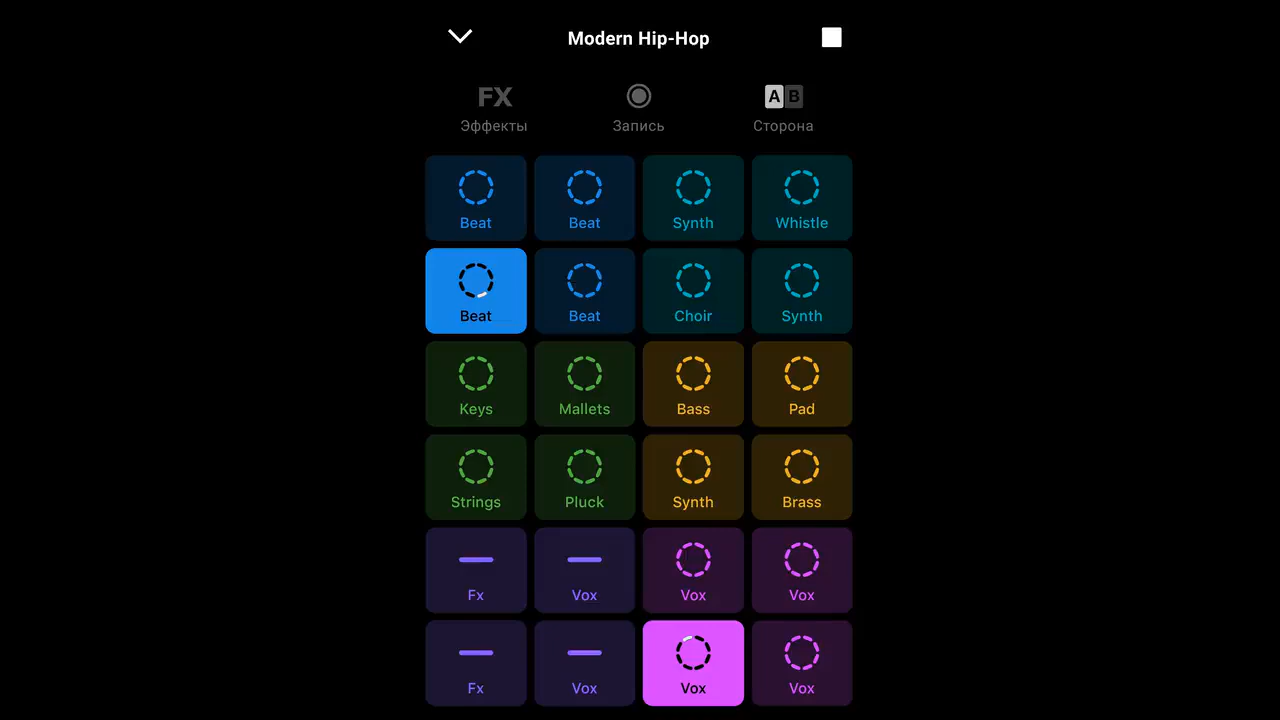 Modern Hip-Hop
FX
A B
Эффекты
Запись
Сторона
Beat
Beat
Synth
Whistle
Beat
Beat
Choir
Synth
Keys
Mallets
Bass
Pad
Strings
Pluck
Synth
Brass
Fx
Vox
Vox
Vox
Fx
Vox
Vox
Vox